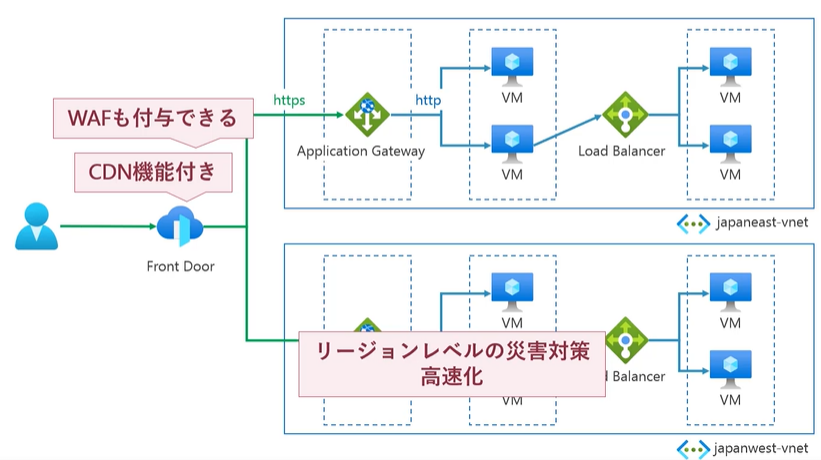 https
http
VM
WAFも付与できる
Application Gateway
VM
Load Balancer
VM
VM
CDN機能付き
japaneast-vnet
Front Door
VM
VM
リージョンレベルの災害対策
高速化
Balancer
VM
VM
japanwest-vnet